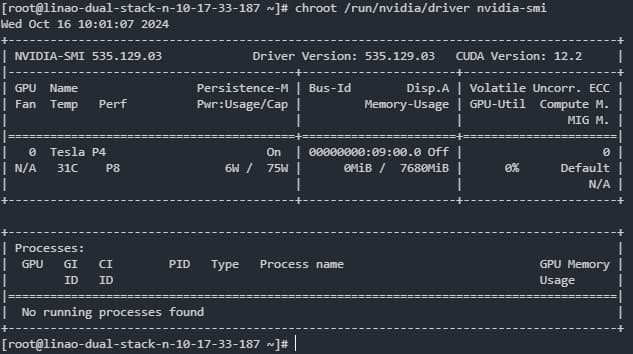 [root@linao-dual-stack-n-10-17-33-187 ~]# chroot /run/nvidia/driver nvidia-smi
Wed Oct 16 10:01:07 2024
+---------------------------------------------------------------------------------------+
| NVIDIA-SMI 535.129.03             Driver Version: 535.129.03   CUDA Version: 12.2     |
|-----------------------------------------+----------------------+----------------------+
| GPU  Name                 Persistence-M | Bus-Id        Disp.A | Volatile Uncorr. ECC |
| Fan  Temp   Perf          Pwr:Usage/Cap |         Memory-Usage | GPU-Util  Compute M. |
|                                         |                      |               MIG M. |
|=========================================+======================+======================|
|   0  Tesla P4                       On  | 00000000:09:00.0 Off |                    0 |
| N/A   31C    P8               6W /  75W |      0MiB /  7680MiB |      0%      Default |
|                                         |                      |                  N/A |
+-----------------------------------------+----------------------+----------------------+
+---------------------------------------------------------------------------------------+
| Processes:                                                                            |
|  GPU   GI   CI        PID   Type   Process name                            GPU Memory |
|        ID   ID                                                             Usage      |
|=======================================================================================|
|  No running processes found                                                           |
+---------------------------------------------------------------------------------------+
[root@linao-dual-stack-n-10-17-33-187 ~]#